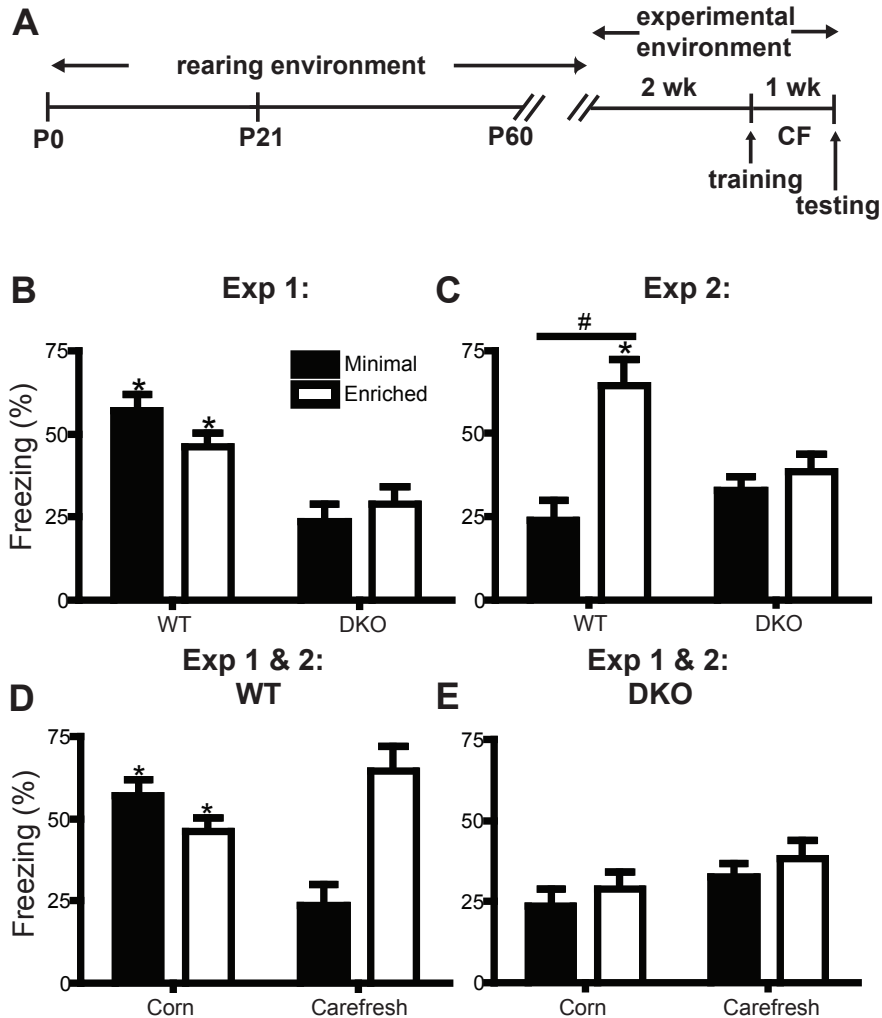 A
rearing environment
experimental
environment
2 wk
1 wk
P0
P21
P60
CF
training
testing
B
Exp 1:
Freezing (%)
75
50
25
0
*
*
Minimal
Enriched
WT
DKO
C
Exp 2:
#
*
75
50
25
0
WT
DKO
D
Exp 1 & 2:
WT
Freezing (%)
75
50
25
0
*
*
Corn
Carefresh
E
Exp 1 & 2:
DKO
75
50
25
0
Corn
Carefresh